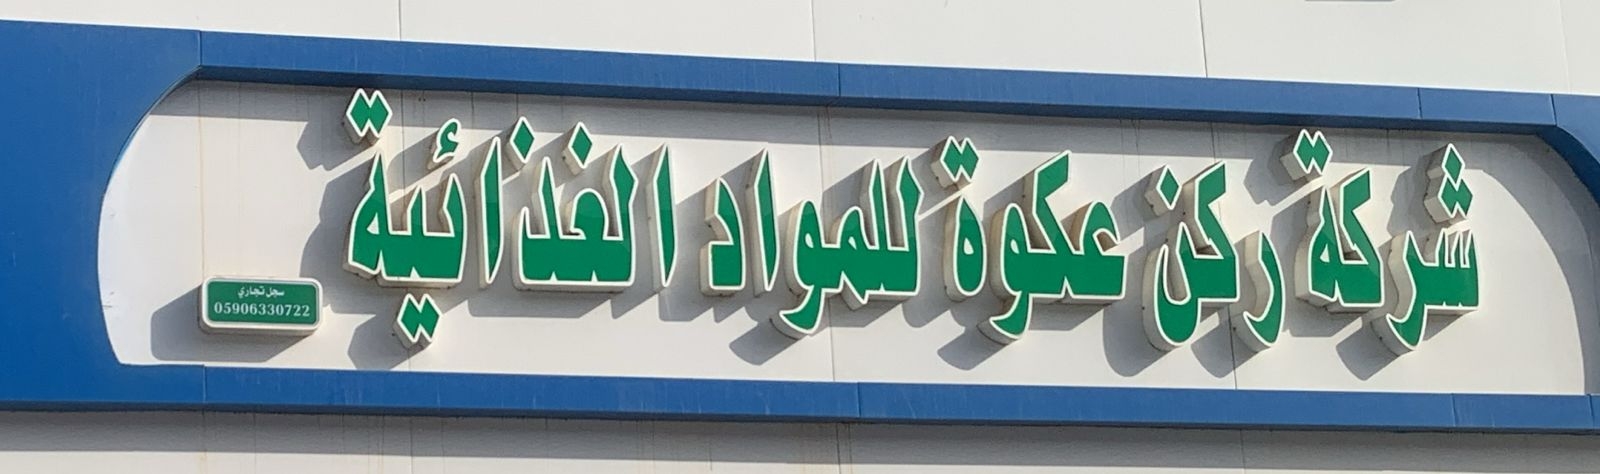 شركة ركن عكوة للمواد الغذائية
سجل تجاري
05906330722